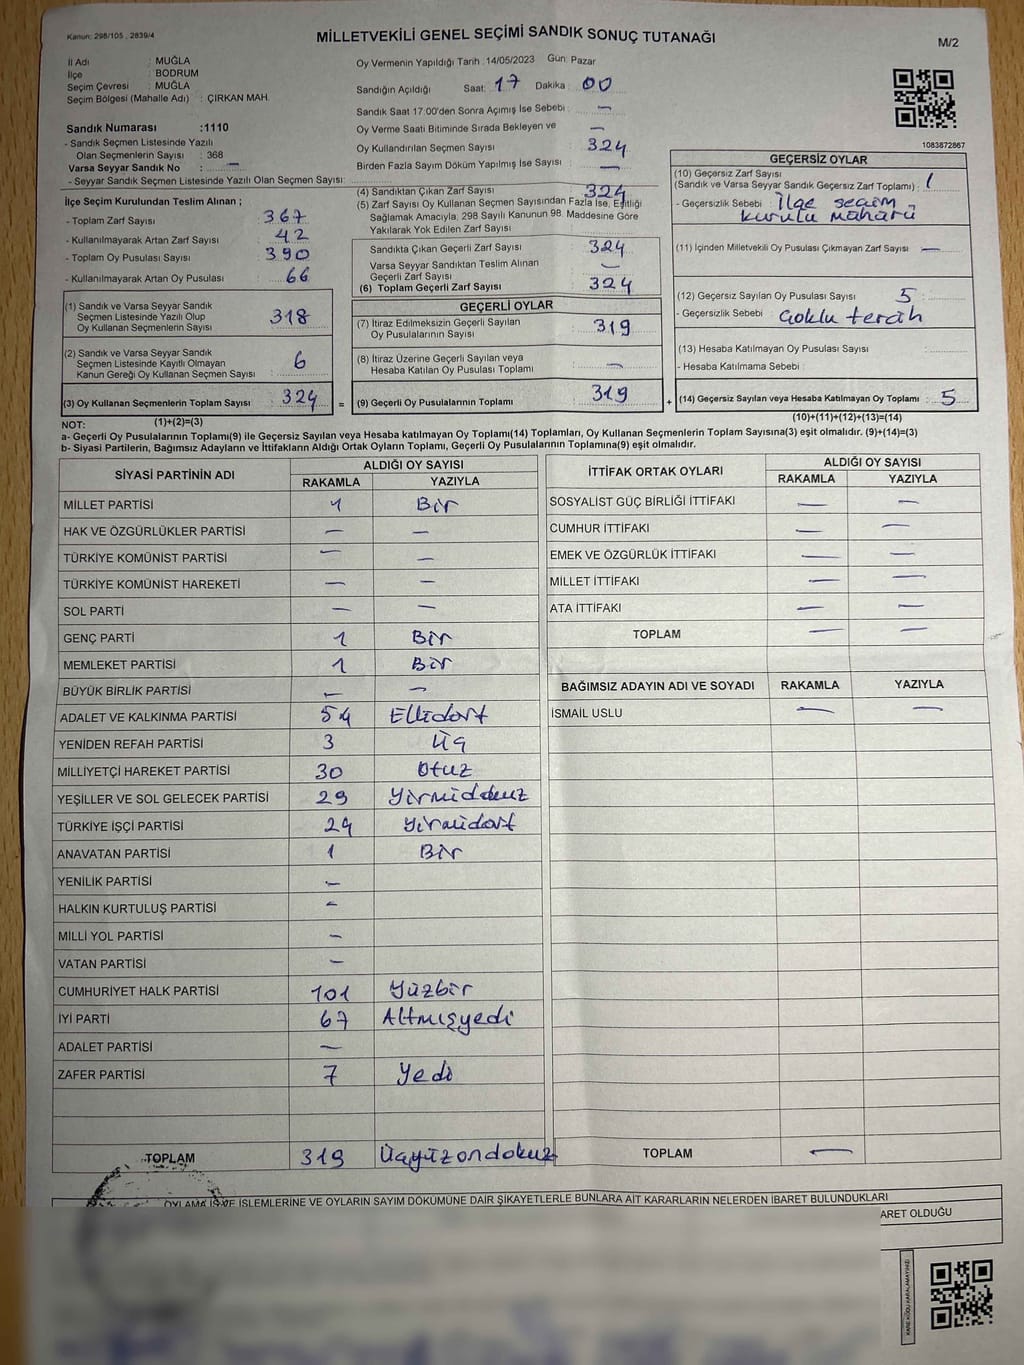 Kanun: 298/105 , 2839/4
MİLLETVEKİLİ GENEL SEÇİMİ SANDIK SONUÇ TUTANAĞI
M/2
İl Adı : MUĞLA
İlçe : BODRUM
Seçim Çevresi : MUĞLA
Seçim Bölgesi (Mahalle Adı) : ÇIRKAN MAH.
Sandık Numarası :1110
- Sandık Seçmen Listesinde Yazılı
Olan Seçmenlerin Sayısı : 368
Varsa Seyyar Sandık No : —
- Seyyar Sandık Seçmen Listesinde Yazılı Olan Seçmen Sayısı:
Oy Vermenin Yapıldığı Tarih : 14/05/2023 Gün: Pazar
Sandığın Açıldığı Saat: 17 Dakika : 00
Sandık Saat 17:00'den Sonra Açımış İse Sebebi : —
Oy Verme Saati Bitiminde Sırada Bekleyen ve —
Oy Kullandırılan Seçmen Sayısı : 324
Birden Fazla Sayım Döküm Yapılmış İse Sayısı : —
1083872867
İlçe Seçim Kurulundan Teslim Alınan ;
- Toplam Zarf Sayısı : 367
- Kullanılmayarak Artan Zarf Sayısı : 42
- Toplam Oy Pusulası Sayısı : 390
- Kullanılmayarak Artan Oy Pusulası : 66
(1) Sandık ve Varsa Seyyar Sandık
Seçmen Listesinde Yazılı Olup
Oy Kullanan Seçmenlerin Sayısı : 318
(2) Sandık ve Varsa Seyyar Sandık
Seçmen Listesinde Kayıtlı Olmayan
Kanun Gereği Oy Kullanan Seçmen Sayısı : 6
(3) Oy Kullanan Seçmenlerin Toplam Sayısı : 324
(1)+(2)=(3)
(4) Sandıktan Çıkan Zarf Sayısı : 324
(5) Zarf Sayısı Oy Kullanan Seçmen Sayısından Fazla İse, Eşitliği
Sağlamak Amacıyla; 298 Sayılı Kanunun 98. Maddesine Göre
Yakılarak Yok Edilen Zarf Sayısı :
Sandıkta Çıkan Geçerli Zarf Sayısı : 324
Varsa Seyyar Sandıktan Teslim Alınan
Geçerli Zarf Sayısı : —
(6) Toplam Geçerli Zarf Sayısı : 324
GEÇERLİ OYLAR
(7) İtiraz Edilmeksizin Geçerli Sayılan
Oy Pusulalarının Sayısı : 319
(8) İtiraz Üzerine Geçerli Sayılan veya
Hesaba Katılan Oy Pusulası Toplamı : —
= (9) Geçerli Oy Pusulalarının Toplamı : 319
GEÇERSİZ OYLAR
(10) Geçersiz Zarf Sayısı
(Sandık ve Varsa Seyyar Sandık Geçersiz Zarf Toplamı) : 1
- Geçersizlik Sebebi : İlçe seçim
kurulu
(11) İçinden Milletvekili Oy Pusulası Çıkmayan Zarf Sayısı : —
(12) Geçersiz Sayılan Oy Pusulası Sayısı : 5
- Geçersizlik Sebebi : Çoklu tercih
(13) Hesaba Katılmayan Oy Pusulası Sayısı :
- Hesaba Katılmama Sebebi :
+ (14) Geçersiz Sayılan veya Hesaba Katılmayan Oy Toplamı : 5
(10)+(11)+(12)+(13)=(14)
NOT:
a- Geçerli Oy Pusulalarının Toplamı(9) ile Geçersiz Sayılan veya Hesaba Katılmayan Oy Toplamı(14) Toplamları, Oy Kullanan Seçmenlerin Toplam Sayısına(3) eşit olmalıdır. (9)+(14)=(3)
b- Siyasi Partilerin, Bağımsız Adayların ve İttifakların Aldığı Ortak Oyların Toplamı, Geçerli Oy Pusulalarının Toplamına(9) eşit olmalıdır.
SİYASİ PARTİNİN ADI ALDIĞI OY SAYISI
RAKAMLA YAZIYLA
MİLLET PARTİSİ 1 Bir
HAK VE ÖZGÜRLÜKLER PARTİSİ — —
TÜRKİYE KOMÜNİST PARTİSİ — —
TÜRKİYE KOMÜNİST HAREKETİ — —
SOL PARTİ — —
GENÇ PARTİ 1 Bir
MEMLEKET PARTİSİ 1 Bir
BÜYÜK BİRLİK PARTİSİ — —
ADALET VE KALKINMA PARTİSİ 54 Ellidört
YENİDEN REFAH PARTİSİ 3 Üç
MİLLİYETÇİ HAREKET PARTİSİ 30 Otuz
YEŞİLLER VE SOL GELECEK PARTİSİ 29 Yirmidokuz
TÜRKİYE İŞÇİ PARTİSİ 24 Yirmidört
ANAVATAN PARTİSİ 1 Bir
YENİLİK PARTİSİ —
HALKIN KURTULUŞ PARTİSİ —
MİLLİ YOL PARTİSİ —
VATAN PARTİSİ —
CUMHURİYET HALK PARTİSİ 101 Yüzbir
İYİ PARTİ 67 Altmışyedi
ADALET PARTİSİ —
ZAFER PARTİSİ 7 Yedi
TOPLAM 319 Üçyüzondokuz
İTTİFAK ORTAK OYLARI ALDIĞI OY SAYISI
RAKAMLA YAZIYLA
SOSYALİST GÜÇ BİRLİĞİ İTTİFAKI — —
CUMHUR İTTİFAKI — —
EMEK VE ÖZGÜRLÜK İTTİFAKI — —
MİLLET İTTİFAKI — —
ATA İTTİFAKI — —
TOPLAM — —
BAĞIMSIZ ADAYIN ADI VE SOYADI RAKAMLA YAZIYLA
İSMAİL USLU — —
TOPLAM —
OYLAMA İŞ VE İŞLEMLERİNE VE OYLARIN SAYIM DÖKÜMÜNE DAİR ŞİKAYETLERLE BUNLARA AİT KARARLARIN NELERDEN İBARET BULUNDUKLARI
ARET OLDUĞU
KARE KODU KARALAMAYINIZ!